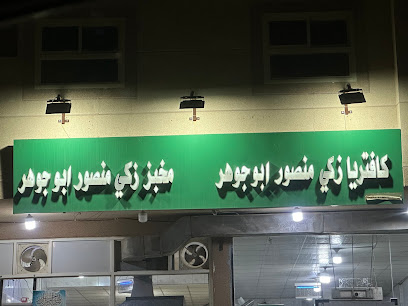 كافتريا زكي منصور ابو جوهر
مخبز زكي منصور ابو جوهر